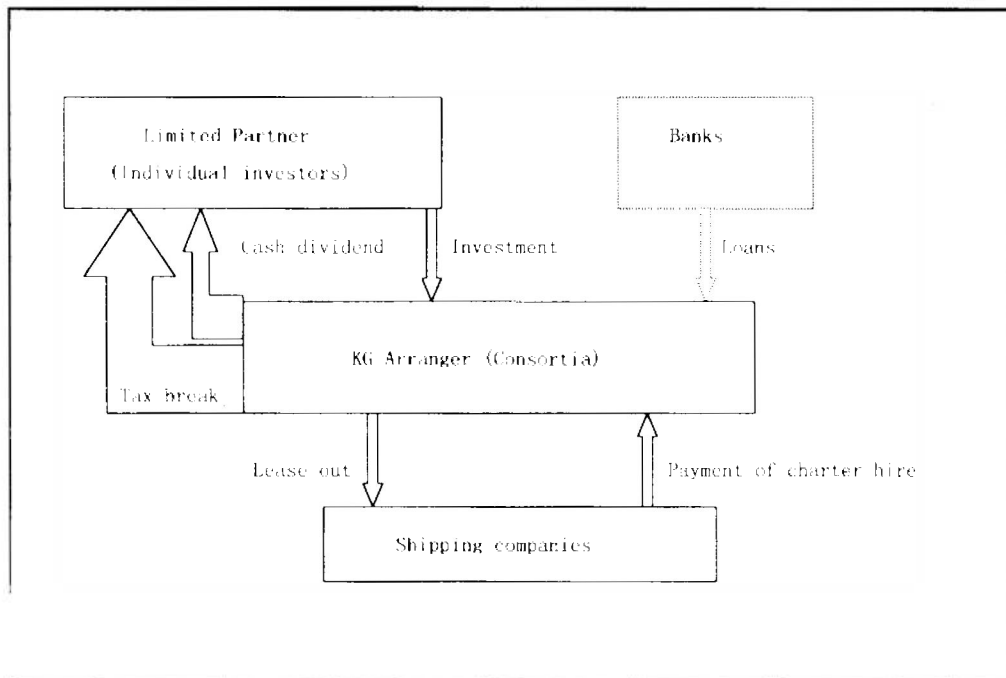 Limited Partner
(Individual investors)
Banks
Cash dividend
Investment
Loans
KG Arranger (Consortia)
Tax break
Lease out
Payment of charter hire
Shipping companies